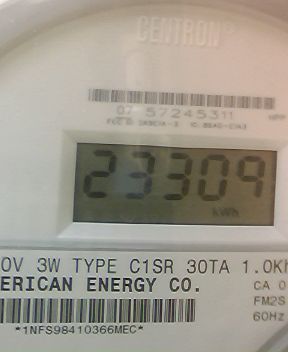 CENTRON
07 57245311
23309
kWh
0V 3W TYPE C1SR 30TA 1.0Kh
ERICAN ENERGY CO.
CA 0
FM2S
60Hz
*1NFS98410366MEC*